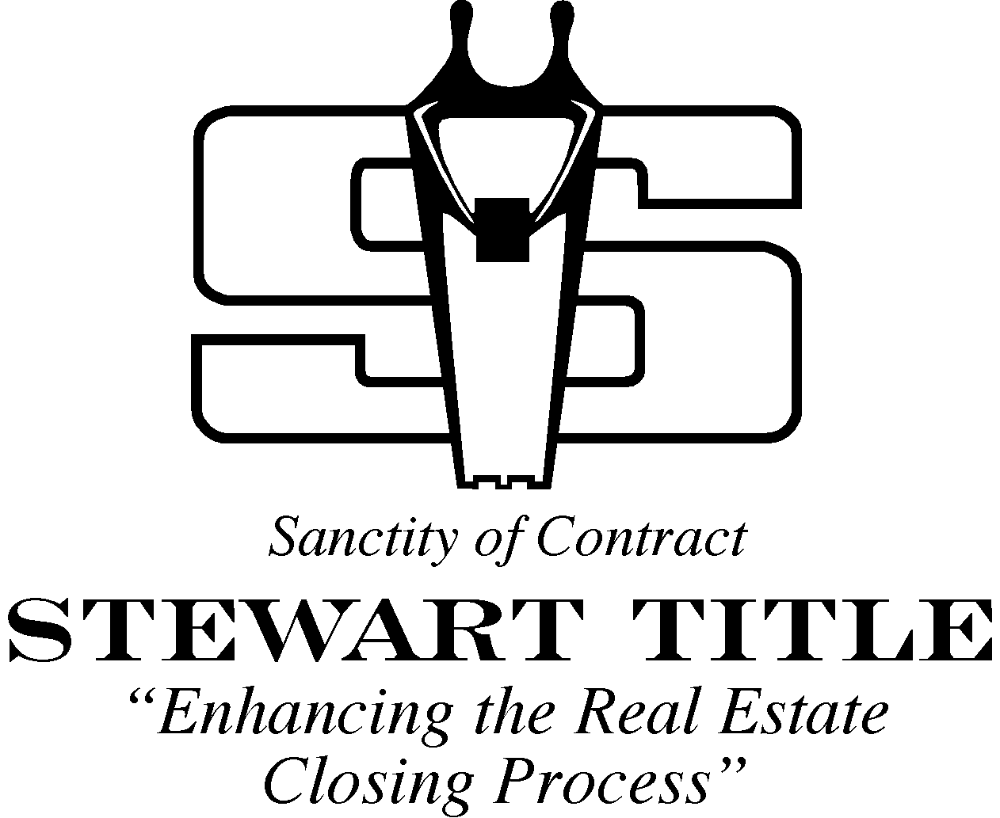 Sanctity of Contract
STEWART TITLE
“Enhancing the Real Estate
Closing Process”